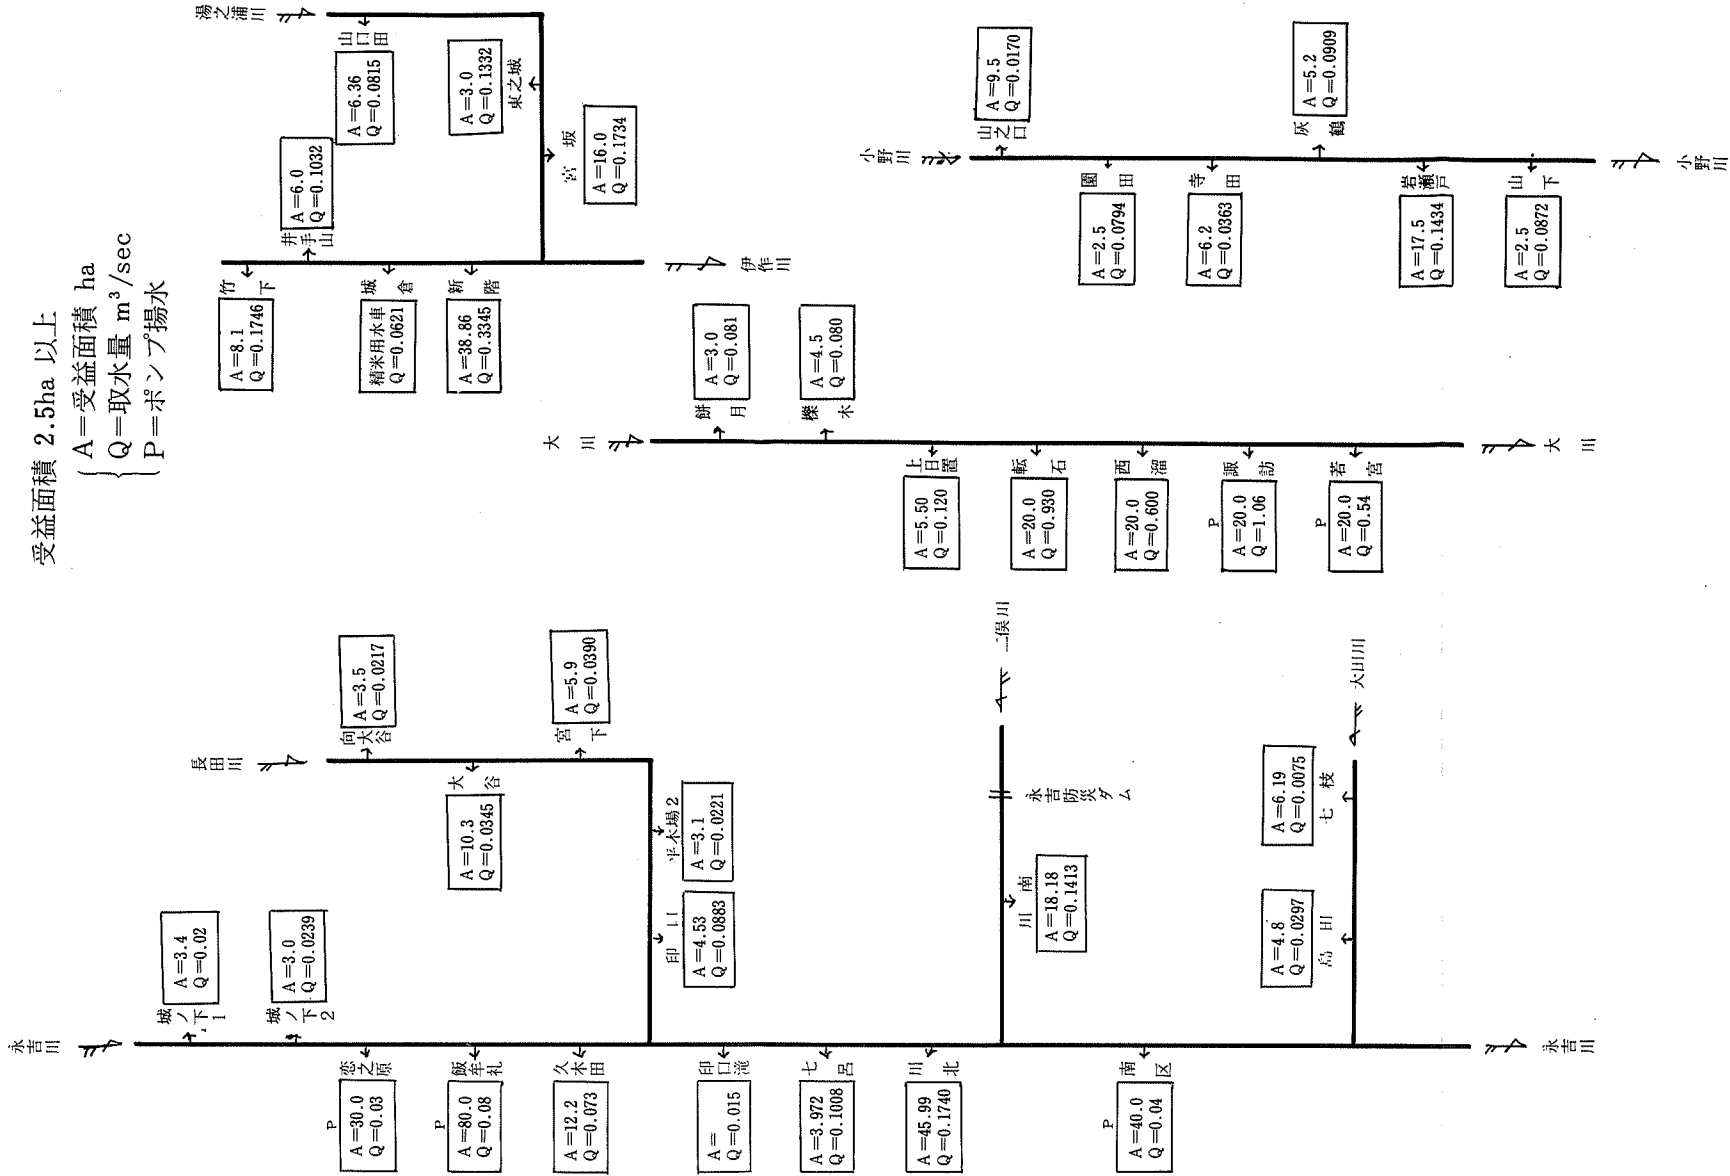 受益面積 2.5ha 以上
A＝受益面積 ha
Q＝取水量 m³/sec
P＝ポンプ揚水
永吉川
城ノ下1
A＝3.4
Q＝0.02
城ノ下2
A＝3.0
Q＝0.0239
恋之原
P
A＝30.0
Q＝0.03
飯牟礼
P
A＝80.0
Q＝0.08
久木田
A＝12.2
Q＝0.073
印口滝
A＝
Q＝0.015
七呂
A＝3.972
Q＝0.1008
川北
A＝45.99
Q＝0.1740
南区
P
A＝40.0
Q＝0.04
永吉川
長田川
向大谷
A＝3.5
Q＝0.0217
大谷
A＝10.3
Q＝0.0345
宮下
A＝5.9
Q＝0.0390
平木場2
A＝3.1
Q＝0.0221
印口
A＝4.53
Q＝0.0883
二俣川
永吉防災ダム
川南
A＝18.18
Q＝0.1413
大田川
七枝
A＝6.19
Q＝0.0075
島田
A＝4.8
Q＝0.0297
湯之浦川
山口田
A＝6.36
Q＝0.0815
東之城
A＝3.0
Q＝0.1332
宮坂
A＝16.0
Q＝0.1734
竹下
A＝8.1
Q＝0.1746
井手山
A＝6.0
Q＝0.1032
城倉
精米用水車
Q＝0.0621
新階
A＝38.86
Q＝0.3345
伊作川
大川
餅月
A＝3.0
Q＝0.081
櫟木
A＝4.5
Q＝0.080
上日置
A＝5.50
Q＝0.120
転石
A＝20.0
Q＝0.930
西溜
A＝20.0
Q＝0.600
諏訪
P
A＝20.0
Q＝1.06
若宮
P
A＝20.0
Q＝0.54
大川
小野川
山之口
A＝9.5
Q＝0.0170
園田
A＝2.5
Q＝0.0794
寺田
A＝6.2
Q＝0.0363
灰鶴
A＝5.2
Q＝0.0909
岩瀬戸
A＝17.5
Q＝0.1434
山下
A＝2.5
Q＝0.0872
小野川